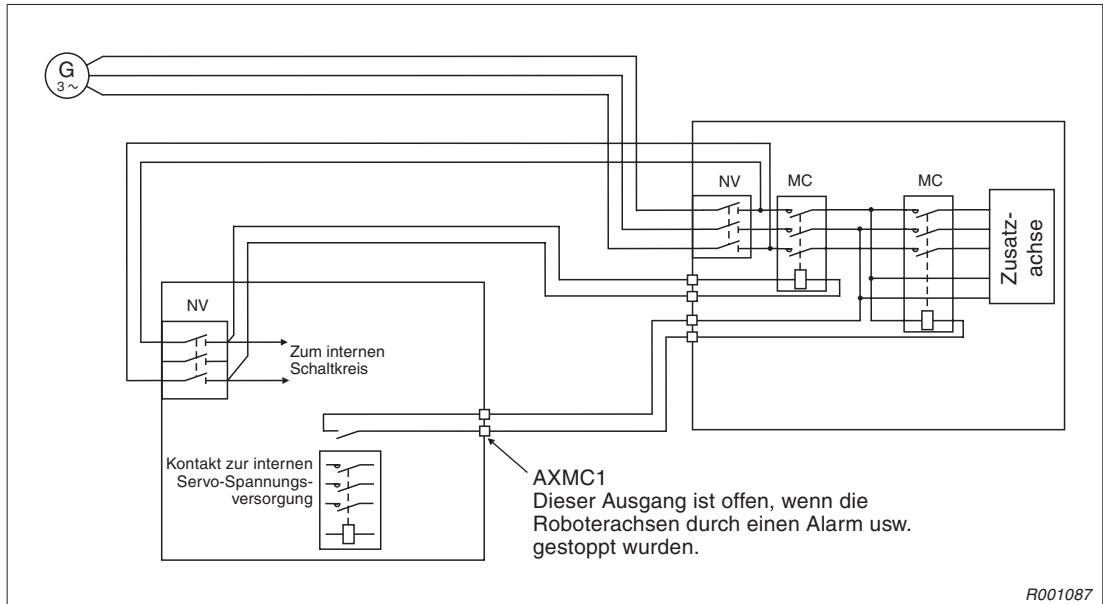 G
3 ~
NV
MC
MC
Zusatz-
achse
NV
Zum internen
Schaltkreis
Kontakt zur internen
Servo-Spannungs-
versorgung
AXMC1
Dieser Ausgang ist offen, wenn die
Roboterachsen durch einen Alarm usw.
gestoppt wurden.
R001087